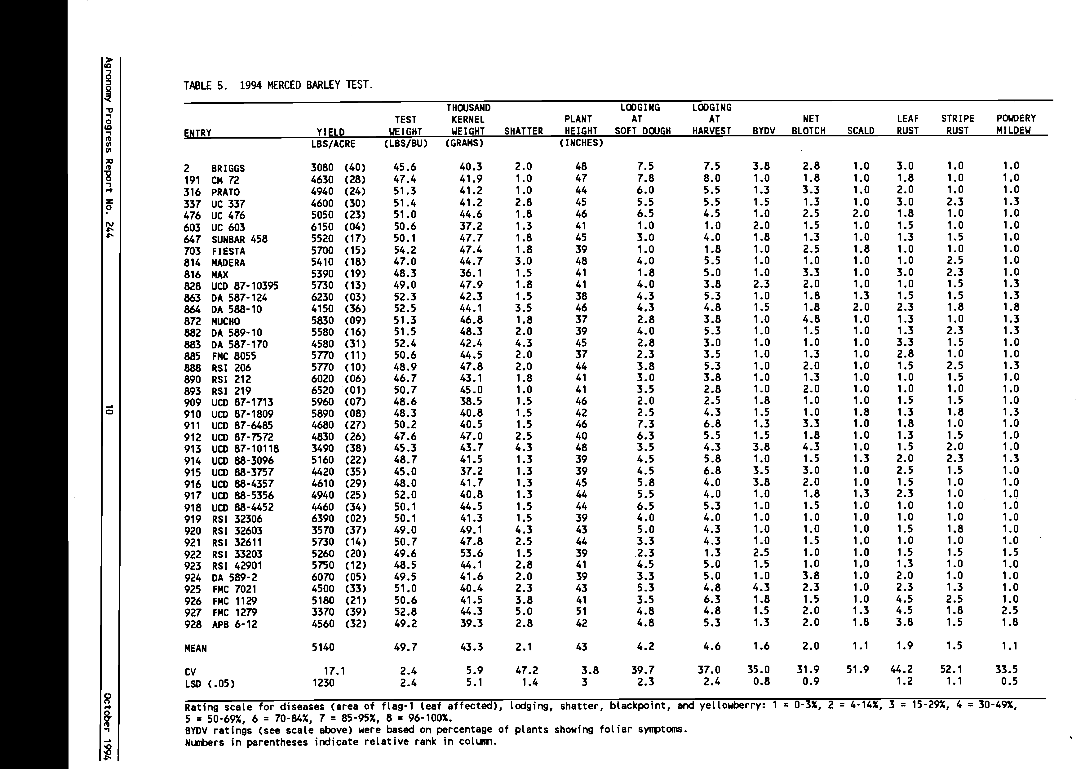 Agronomy Progress Report No. 244 10 October 1994
TABLE 5. 1994 MERCED BARLEY TEST.
THOUSAND LODGING LODGING
TEST KERNEL PLANT AT AT NET LEAF STRIPE POWDERY
ENTRY YIELD WEIGHT WEIGHT SHATTER HEIGHT SOFT DOUGH HARVEST BYDV BLOTCH SCALD RUST RUST MILDEW
LBS/ACRE (LBS/BU) (GRAMS) (INCHES)
2 BRIGGS 3080 (40) 45.6 40.3 2.0 48 7.5 7.5 3.8 2.8 1.0 3.0 1.0 1.0
191 CM 72 4630 (28) 47.4 41.9 1.0 47 7.8 8.0 1.0 1.8 1.0 1.8 1.0 1.0
316 PRATO 4940 (24) 51.3 41.2 1.0 44 6.0 5.5 1.3 3.3 1.0 2.0 1.0 1.0
337 UC 337 4600 (30) 51.4 41.2 2.8 45 5.5 5.5 1.5 1.3 1.0 3.0 2.3 1.3
476 UC 476 5050 (23) 51.0 44.6 1.8 46 6.5 4.5 1.0 2.5 2.0 1.8 1.0 1.0
603 UC 603 6150 (04) 50.6 37.2 1.3 41 1.0 1.0 2.0 1.5 1.0 1.5 1.0 1.0
647 SUNBAR 458 5520 (17) 50.1 47.7 1.8 45 3.0 4.0 1.8 1.3 1.0 1.3 1.5 1.0
703 FIESTA 5700 (15) 54.2 47.4 1.8 39 1.0 1.8 1.0 2.5 1.8 1.0 1.0 1.0
814 MADERA 5410 (18) 47.0 44.7 3.0 48 4.0 5.5 1.0 1.0 1.0 1.0 2.5 1.0
816 MAX 5390 (19) 48.3 36.1 1.5 41 1.8 5.0 1.0 3.3 1.0 3.0 2.3 1.0
828 UCD 87-10395 5730 (13) 49.0 47.9 1.8 41 4.0 3.8 2.3 2.0 1.0 1.0 1.5 1.3
863 DA 587-124 6230 (03) 52.3 42.3 1.5 38 4.3 5.3 1.0 1.8 1.3 1.5 1.5 1.3
864 DA 588-10 4150 (36) 52.5 44.1 3.5 46 4.3 4.8 1.5 1.8 2.0 2.3 1.8 1.8
872 MUCHO 5830 (09) 51.3 46.8 1.8 37 2.8 3.8 1.0 4.8 1.0 1.3 1.0 1.3
882 DA 589-10 5580 (16) 51.5 48.3 2.0 39 4.0 5.3 1.0 1.5 1.0 1.3 2.3 1.0
883 DA 587-170 4580 (31) 52.4 42.4 4.3 45 2.8 3.0 1.0 1.0 1.0 3.3 1.5 1.0
885 FMC 8055 5770 (11) 50.6 44.5 2.0 37 2.3 3.5 1.0 1.3 1.0 2.8 1.0 1.0
888 RSI 206 5770 (10) 48.9 47.8 2.0 44 3.8 5.3 1.0 2.0 1.0 1.5 2.5 1.3
890 RSI 212 6020 (06) 46.7 43.1 1.8 41 3.0 3.8 1.0 1.3 1.0 1.0 1.5 1.0
893 RSI 219 6520 (01) 50.7 45.0 1.0 41 3.5 2.8 1.0 2.0 1.0 1.0 1.0 1.0
909 UCD 87-1713 5960 (07) 48.6 38.5 1.5 46 2.0 2.5 1.8 1.0 1.0 1.5 1.5 1.0
910 UCD 87-1809 5890 (08) 48.3 40.8 1.5 42 2.5 4.3 1.5 1.0 1.8 1.3 1.8 1.3
911 UCD 87-6485 4680 (27) 50.2 40.5 1.5 46 7.3 6.8 1.3 3.3 1.0 1.8 1.0 1.0
912 UCD 87-7572 4830 (26) 47.6 47.0 2.5 40 6.3 5.5 1.5 1.8 1.0 1.3 1.5 1.0
913 UCD 87-10118 3490 (38) 45.3 43.7 4.3 48 3.5 4.3 3.8 4.3 1.0 1.5 2.0 1.0
914 UCD 88-3096 5160 (22) 48.7 41.5 1.3 39 4.5 5.8 1.0 1.5 1.3 2.0 2.3 1.3
915 UCD 88-3757 4420 (35) 45.0 37.2 1.3 39 4.5 6.8 3.5 3.0 1.0 2.5 1.5 1.0
916 UCD 88-4357 4610 (29) 48.0 41.7 1.3 45 5.8 4.0 3.8 2.0 1.0 1.5 1.0 1.0
917 UCD 88-5356 4940 (25) 52.0 40.8 1.3 44 5.5 4.0 1.0 1.8 1.3 2.3 1.0 1.0
918 UCD 88-4452 4460 (34) 50.1 44.5 1.5 44 6.5 5.3 1.0 1.5 1.0 1.0 1.0 1.0
919 RSI 32306 6390 (02) 50.1 41.3 1.5 39 4.0 4.0 1.0 1.0 1.0 1.0 1.0 1.0
920 RSI 32603 3570 (37) 49.0 49.1 4.3 43 5.0 4.3 1.0 1.0 1.0 1.5 1.8 1.0
921 RSI 32611 5730 (14) 50.7 47.8 2.5 44 3.3 4.3 1.0 1.5 1.0 1.0 1.0 1.0
922 RSI 33203 5260 (20) 49.6 53.6 1.5 39 2.3 1.3 2.5 1.0 1.0 1.5 1.5 1.5
923 RSI 42901 5750 (12) 48.5 44.1 2.8 41 4.5 5.0 1.5 1.0 1.0 1.3 1.0 1.0
924 DA 589-2 6070 (05) 49.5 41.6 2.0 39 3.3 5.0 1.0 3.8 1.0 2.0 1.0 1.0
925 FMC 7021 4500 (33) 51.0 40.4 2.3 43 5.3 4.8 4.3 2.3 1.0 2.3 1.3 1.0
926 FMC 1129 5180 (21) 50.6 41.5 3.8 41 3.5 6.3 1.8 1.5 1.0 4.5 2.5 1.0
927 FMC 1279 3370 (39) 52.8 44.3 5.0 51 4.8 4.8 1.5 2.0 1.3 4.5 1.8 2.5
928 APB 6-12 4560 (32) 49.2 39.3 2.8 42 4.8 5.3 1.3 2.0 1.8 3.8 1.5 1.8
MEAN 5140 49.7 43.3 2.1 43 4.2 4.6 1.6 2.0 1.1 1.9 1.5 1.1
CV 17.1 2.4 5.9 47.2 3.8 39.7 37.0 35.0 31.9 51.9 44.2 52.1 33.5
LSD (.05) 1230 2.4 5.1 1.4 3 2.3 2.4 0.8 0.9 1.2 1.1 0.5
Rating scale for diseases (area of flag-1 leaf affected), lodging, shatter, blackpoint, and yellowberry: 1 = 0-3%, 2 = 4-14%, 3 = 15-29%, 4 = 30-49%,
5 = 50-69%, 6 = 70-84%, 7 = 85-95%, 8 = 96-100%.
BYDV ratings (see scale above) were based on percentage of plants showing foliar symptoms.
Numbers in parentheses indicate relative rank in column.